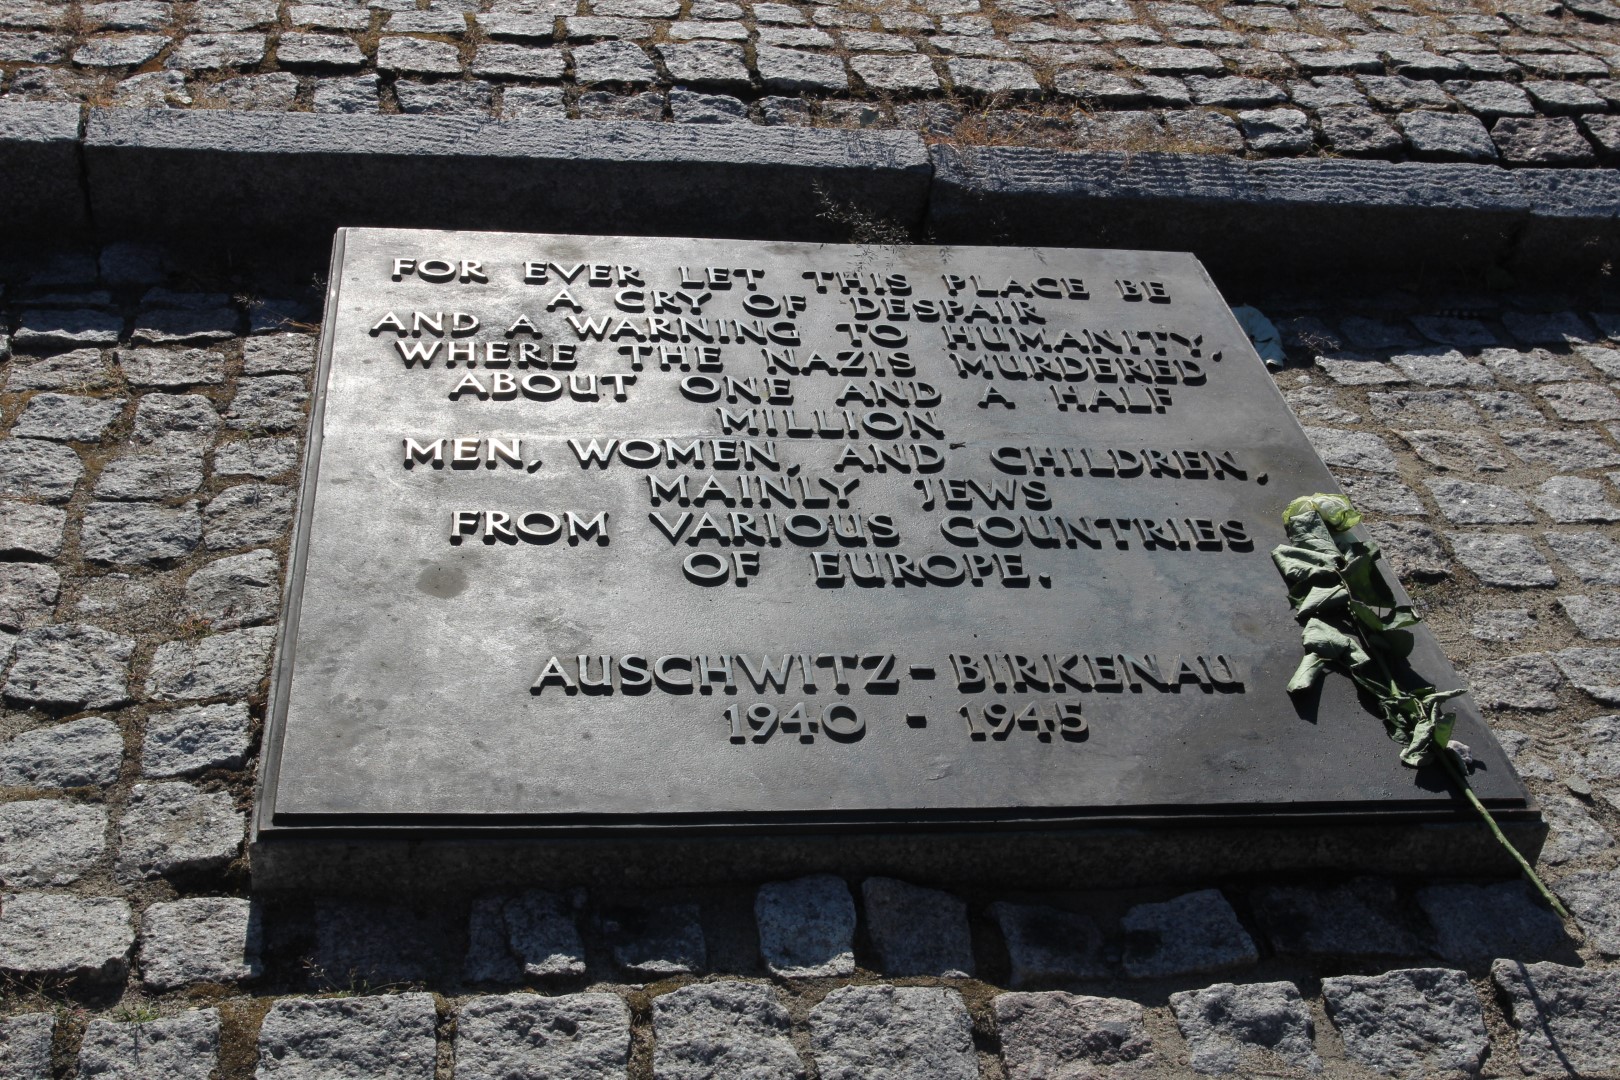 FOR EVER LET THIS PLACE BE
A CRY OF DESPAIR
AND A WARNING TO HUMANITY,
WHERE THE NAZIS MURDERED
ABOUT ONE AND A HALF
MILLION
MEN, WOMEN, AND CHILDREN,
MAINLY JEWS
FROM VARIOUS COUNTRIES
OF EUROPE.
AUSCHWITZ - BIRKENAU
1940 - 1945